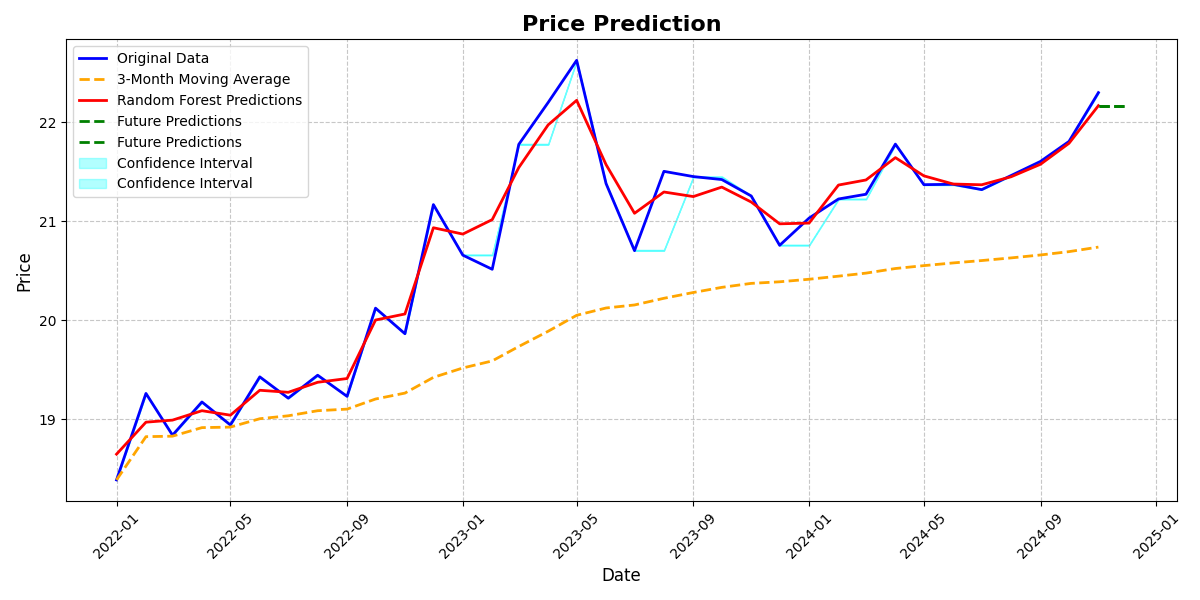 Price Prediction
Original Data
3-Month Moving Average
Random Forest Predictions
Future Predictions
Future Predictions
Confidence Interval
Confidence Interval
Price
22
21
20
19
2022-01
2022-05
2022-09
2023-01
2023-05
2023-09
2024-01
2024-05
2024-09
2025-01
Date